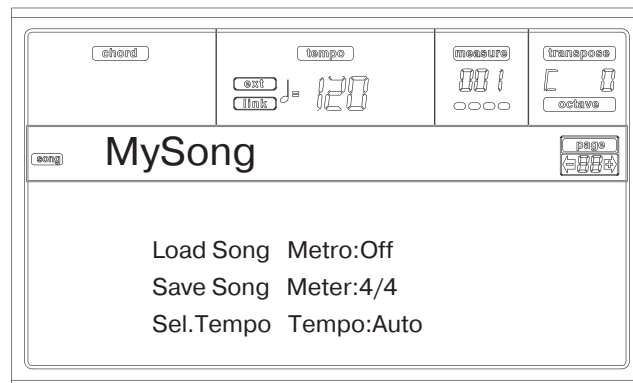 chord tempo measure transpose
ext ♩= 120 001 C 0
link octave
song MySong page
88
Load Song Metro:Off
Save Song Meter:4/4
Sel.Tempo Tempo:Auto